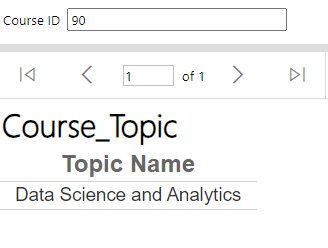 Course ID 90
1 of 1
Course_Topic
Topic Name
Data Science and Analytics